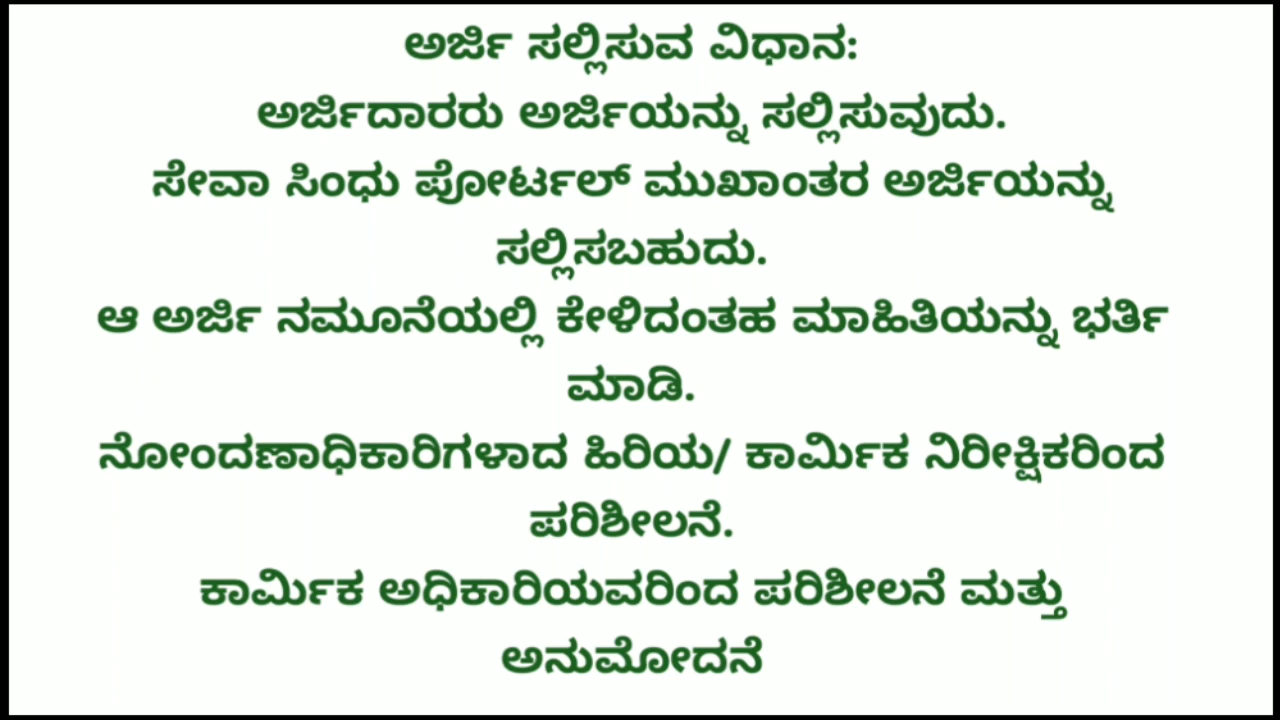 ಅರ್ಜಿ ಸಲ್ಲಿಸುವ ವಿಧಾನ:
ಅರ್ಜಿದಾರರು ಅರ್ಜಿಯನ್ನು ಸಲ್ಲಿಸುವುದು.
ಸೇವಾ ಸಿಂಧು ಪೋರ್ಟಲ್ ಮುಖಾಂತರ ಅರ್ಜಿಯನ್ನು
ಸಲ್ಲಿಸಬಹುದು.
ಆ ಅರ್ಜಿ ನಮೂನೆಯಲ್ಲಿ ಕೇಳಿದಂತಹ ಮಾಹಿತಿಯನ್ನು ಭರ್ತಿ
ಮಾಡಿ.
ನೋಂದಣಾಧಿಕಾರಿಗಳಾದ ಹಿರಿಯ/ ಕಾರ್ಮಿಕ ನಿರೀಕ್ಷಿಕರಿಂದ
ಪರಿಶೀಲನೆ.
ಕಾರ್ಮಿಕ ಅಧಿಕಾರಿಯವರಿಂದ ಪರಿಶೀಲನೆ ಮತ್ತು
ಅನುಮೋದನೆ